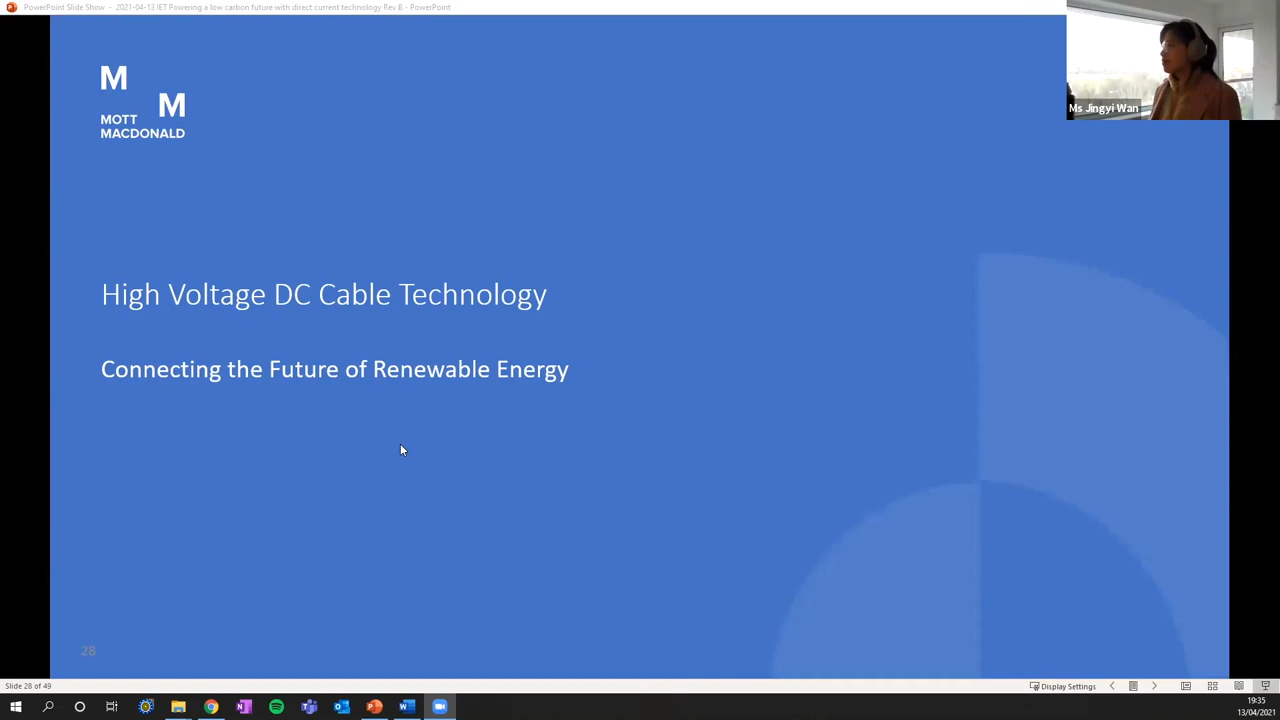 PowerPoint Slide Show - 2021-04-13 IET Powering a low carbon future with direct current technology Rev B - PowerPoint
Ms Jingyi Wan
M
M
MOTT
MACDONALD
High Voltage DC Cable Technology
Connecting the Future of Renewable Energy
28
Slide 28 of 49
Display Settings
19:35
13/04/2021